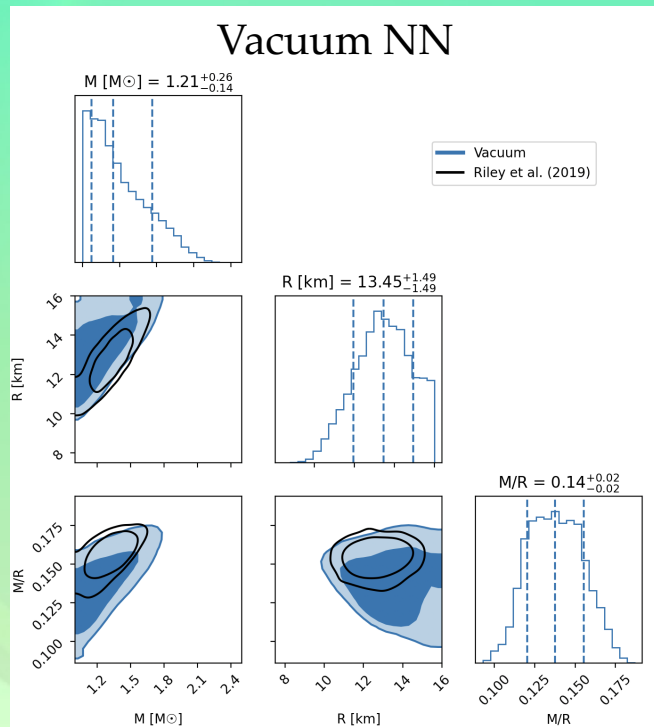 Vacuum NN
M [M☉] = 1.21 +0.26 −0.14
Vacuum
Riley et al. (2019)
R [km] = 13.45 +1.49 −1.49
16
14
12
10
8
R [km]
M/R = 0.14 +0.02 −0.02
0.175
0.150
0.125
0.100
M/R
1.2 1.5 1.8 2.1 2.4
M [M☉]
8 10 12 14 16
R [km]
0.100 0.125 0.150 0.175
M/R